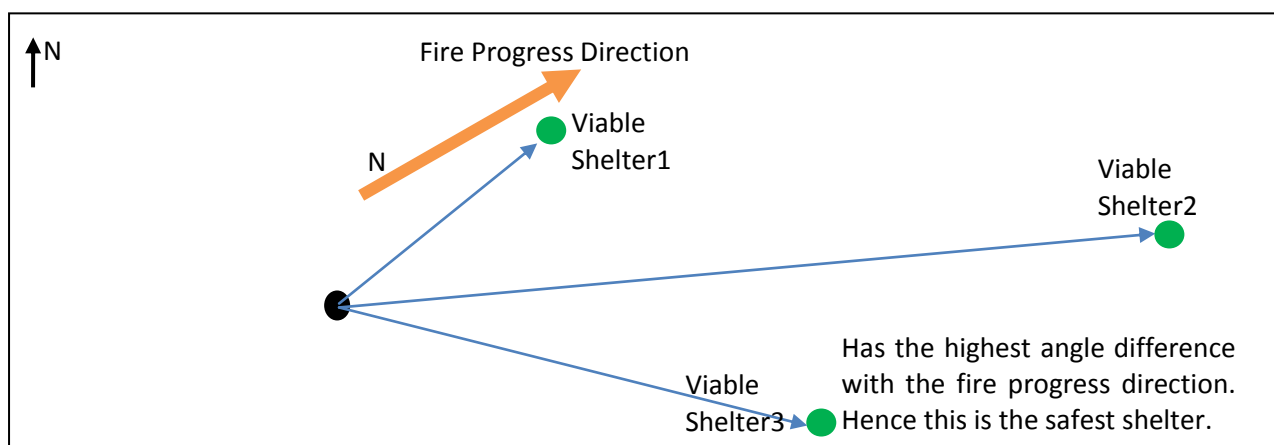 N
Fire Progress Direction
N
Viable
Shelter1
Viable
Shelter2
Viable
Shelter3
Has the highest angle difference
with the fire progress direction.
Hence this is the safest shelter.